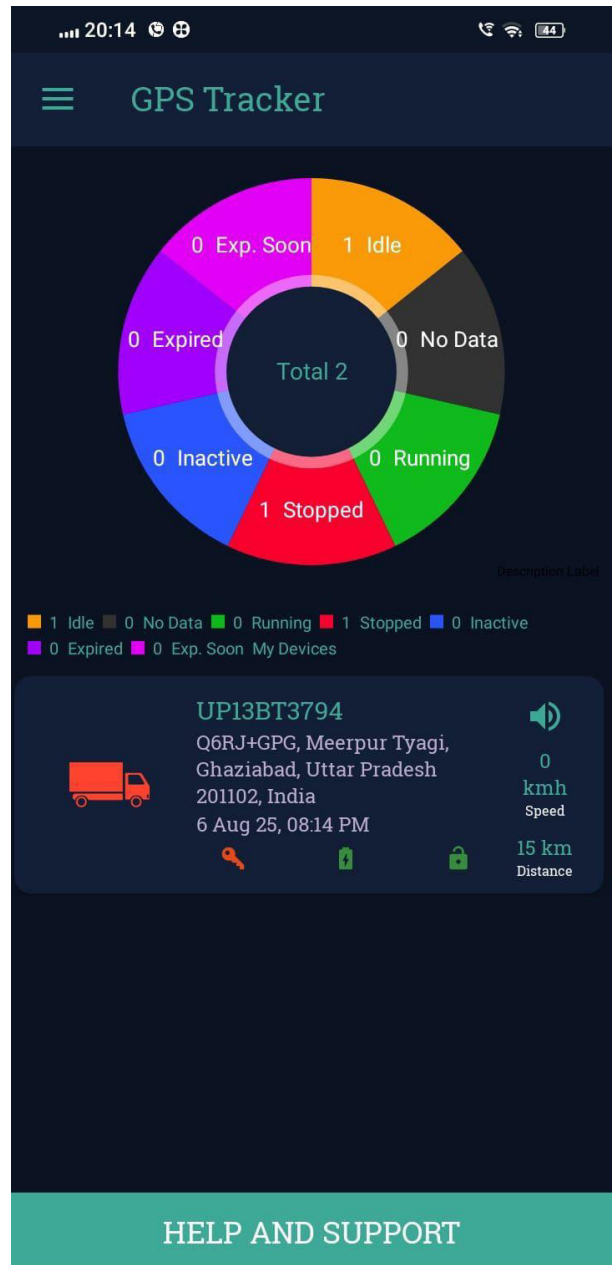 20:14
44
GPS Tracker
0 Exp. Soon
1 Idle
0 Expired
Total 2
0 No Data
0 Inactive
0 Running
1 Stopped
Description Label
1 Idle 0 No Data 0 Running 1 Stopped 0 Inactive
0 Expired 0 Exp. Soon My Devices
UP13BT3794
Q6RJ+GPG, Meerpur Tyagi,
Ghaziabad, Uttar Pradesh
201102, India
6 Aug 25, 08:14 PM
0
kmh
Speed
15 km
Distance
HELP AND SUPPORT